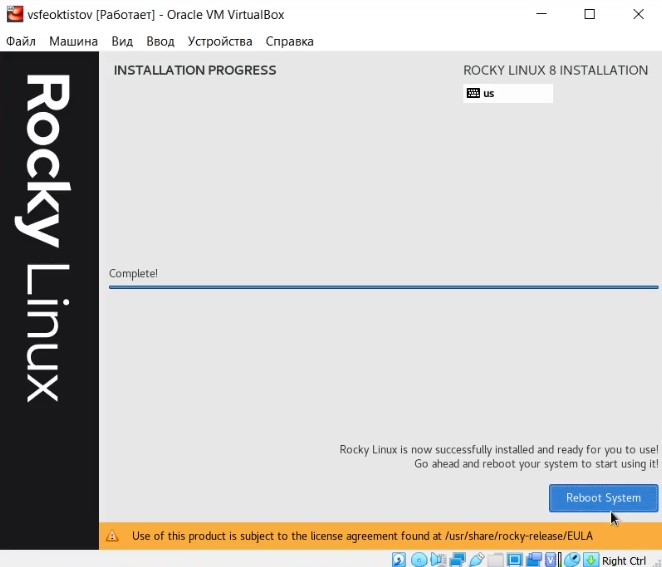 vsfeoktistov [Работает] - Oracle VM VirtualBox
Файл Машина Вид Ввод Устройства Справка
Rocky Linux
INSTALLATION PROGRESS
ROCKY LINUX 8 INSTALLATION
us
Complete!
Rocky Linux is now successfully installed and ready for you to use!
Go ahead and reboot your system to start using it!
Reboot System
Use of this product is subject to the license agreement found at /usr/share/rocky-release/EULA
Right Ctrl